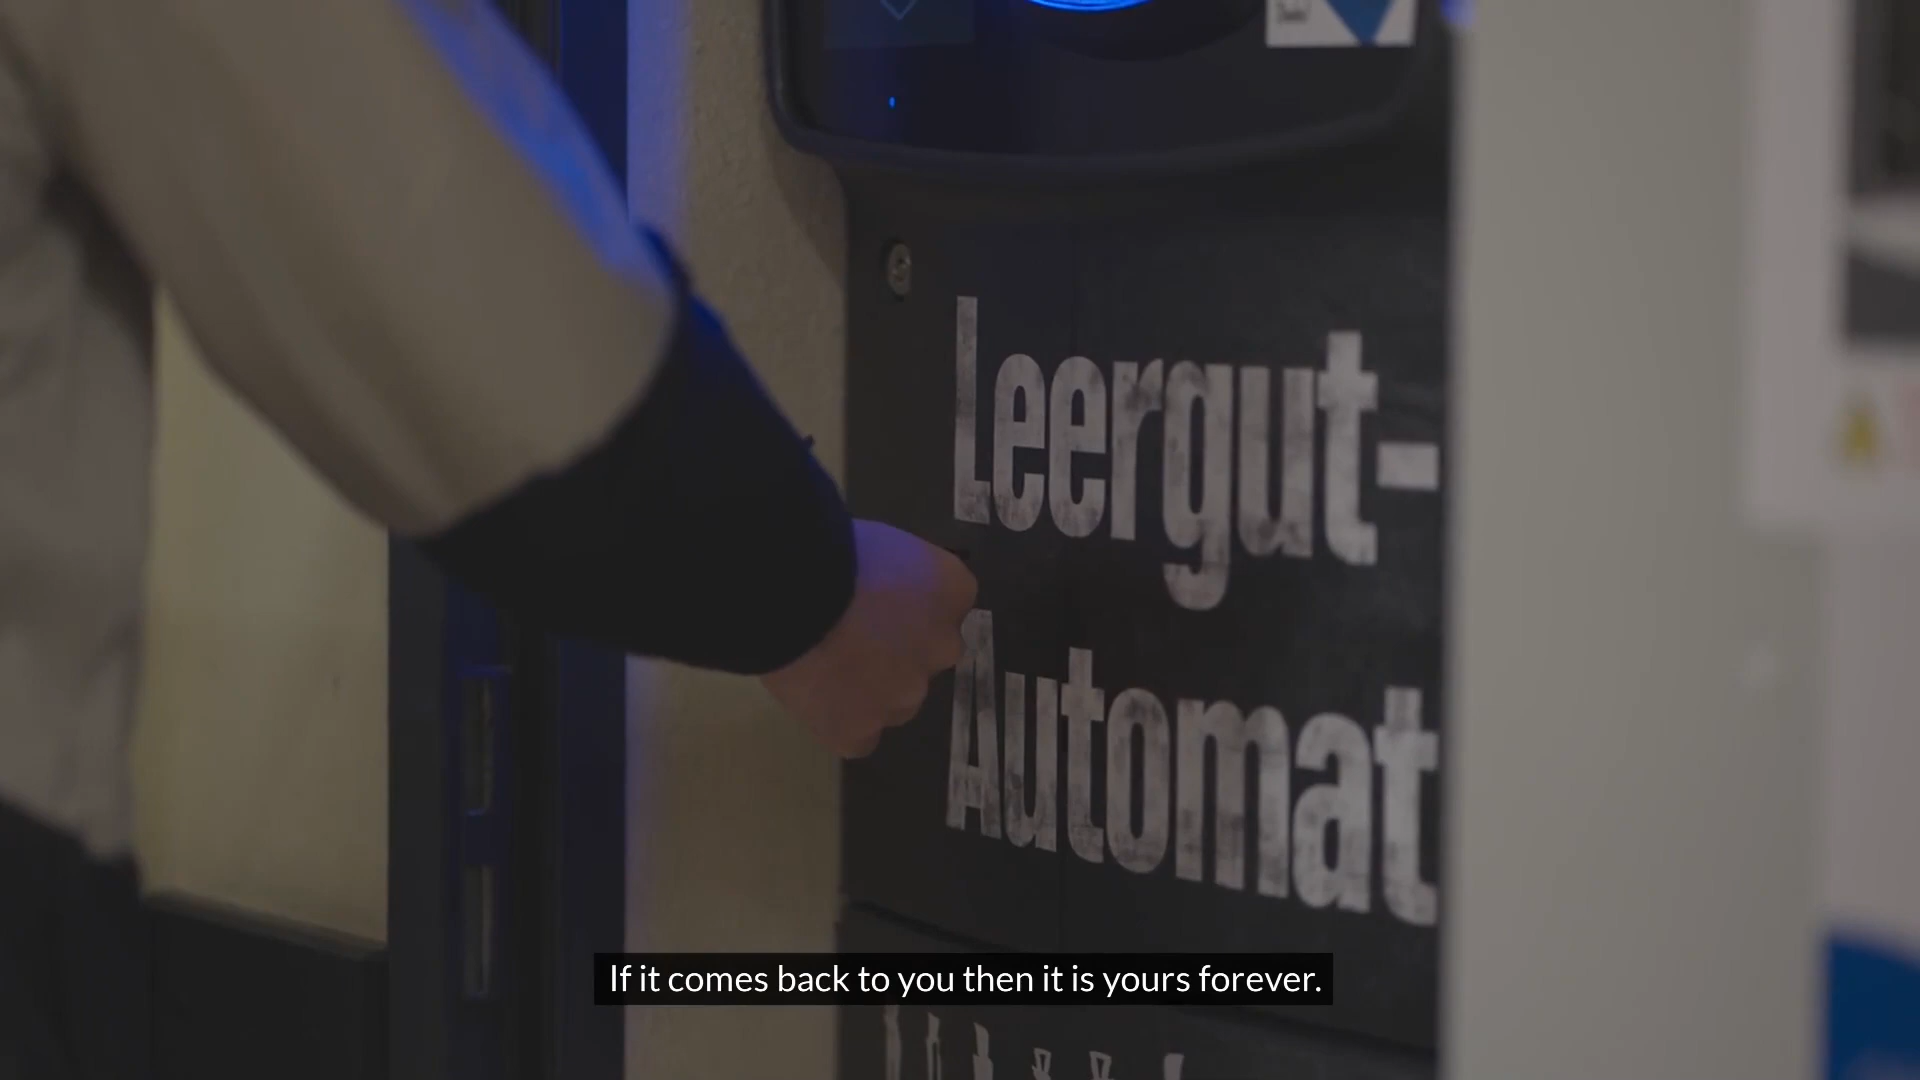 Leergut-
Automat
If it comes back to you then it is yours forever.